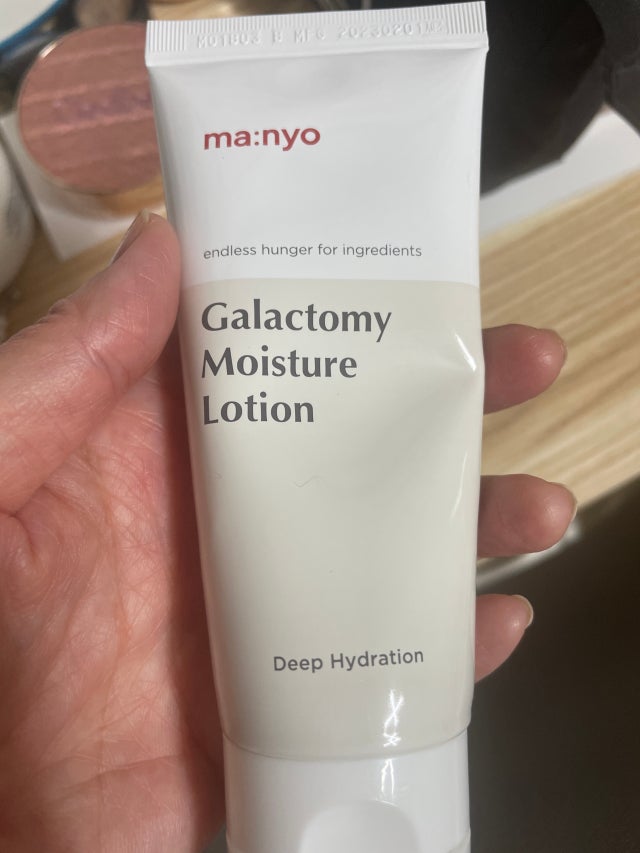 ma:nyo
endless hunger for ingredients
Galactomy
Moisture
Lotion
Deep Hydration